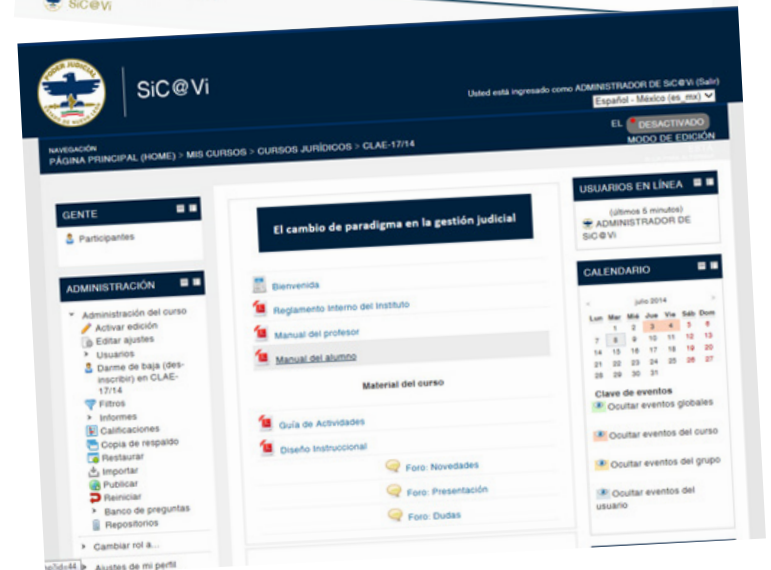 SiC@Vi
PODER JUDICIAL
SiC@Vi
Usted está ingresado como ADMINISTRADOR DE SiC@Vi (Salir)
Español - México (es_mx)
EL DESACTIVADO
MODO DE EDICIÓN
NAVEGACIÓN
PÁGINA PRINCIPAL (HOME) > MIS CURSOS > CURSOS JURÍDICOS > CLAE-17/14
GENTE
Participantes
ADMINISTRACIÓN
Administración del curso
Activar edición
Editar ajustes
Usuarios
Darme de baja (des-
inscribir) en CLAE-
17/14
Filtros
Informes
Calificaciones
Copia de respaldo
Restaurar
Importar
Publicar
Reiniciar
Banco de preguntas
Repositorios
Cambiar rol a...
Ajustes de mi perfil
El cambio de paradigma en la gestión judicial
Bienvenida
Reglamento Interno del Instituto
Manual del profesor
Manual del alumno
Material del curso
Guía de Actividades
Diseño Instruccional
Foro: Novedades
Foro: Presentación
Foro: Dudas
USUARIOS EN LÍNEA
(últimos 5 minutos)
ADMINISTRADOR DE
SiC@Vi
CALENDARIO
julio 2014
Lun Mar Mié Jue Vie Sáb Dom
1 2 3 4 5 6
7 8 9 10 11 12 13
14 15 16 17 18 19 20
21 22 23 24 25 26 27
28 29 30 31
Clave de eventos
Ocultar eventos globales
Ocultar eventos del curso
Ocultar eventos del grupo
Ocultar eventos del
usuario